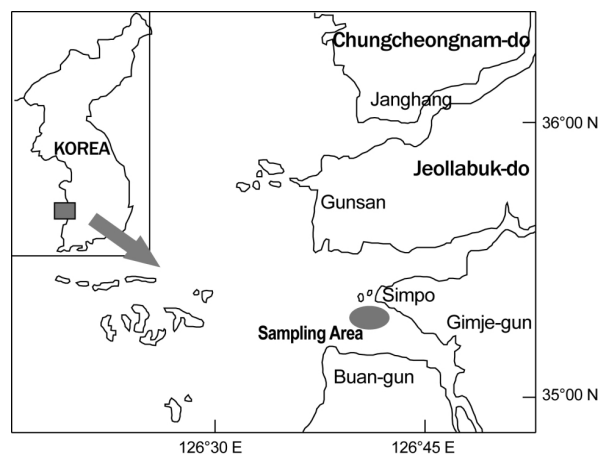 Chungcheongnam-do
Janghang
36°00 N
KOREA
Jeollabuk-do
Gunsan
Simpo
Gimje-gun
Sampling Area
Buan-gun
35°00 N
126°30 E
126°45 E